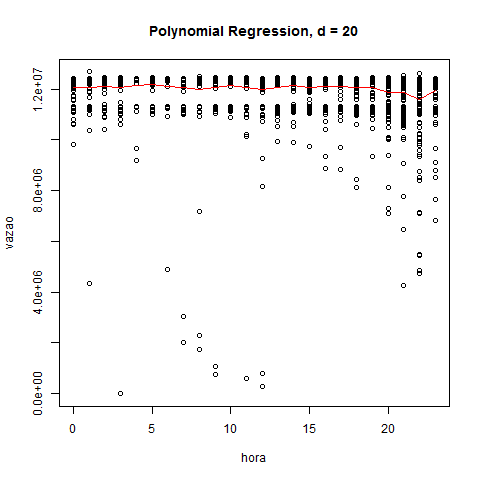 Polynomial Regression, d = 20
vazao
1.2e+07
8.0e+06
4.0e+06
0.0e+00
0 5 10 15 20
hora